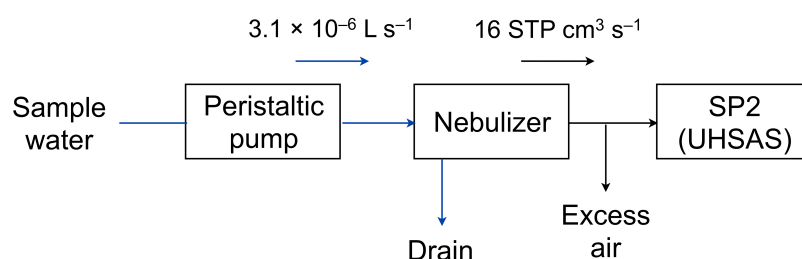 3.1 × 10⁻⁶ L s⁻¹
16 STP cm³ s⁻¹
Sample
water
Peristaltic
pump
Nebulizer
SP2
(UHSAS)
Drain
Excess
air